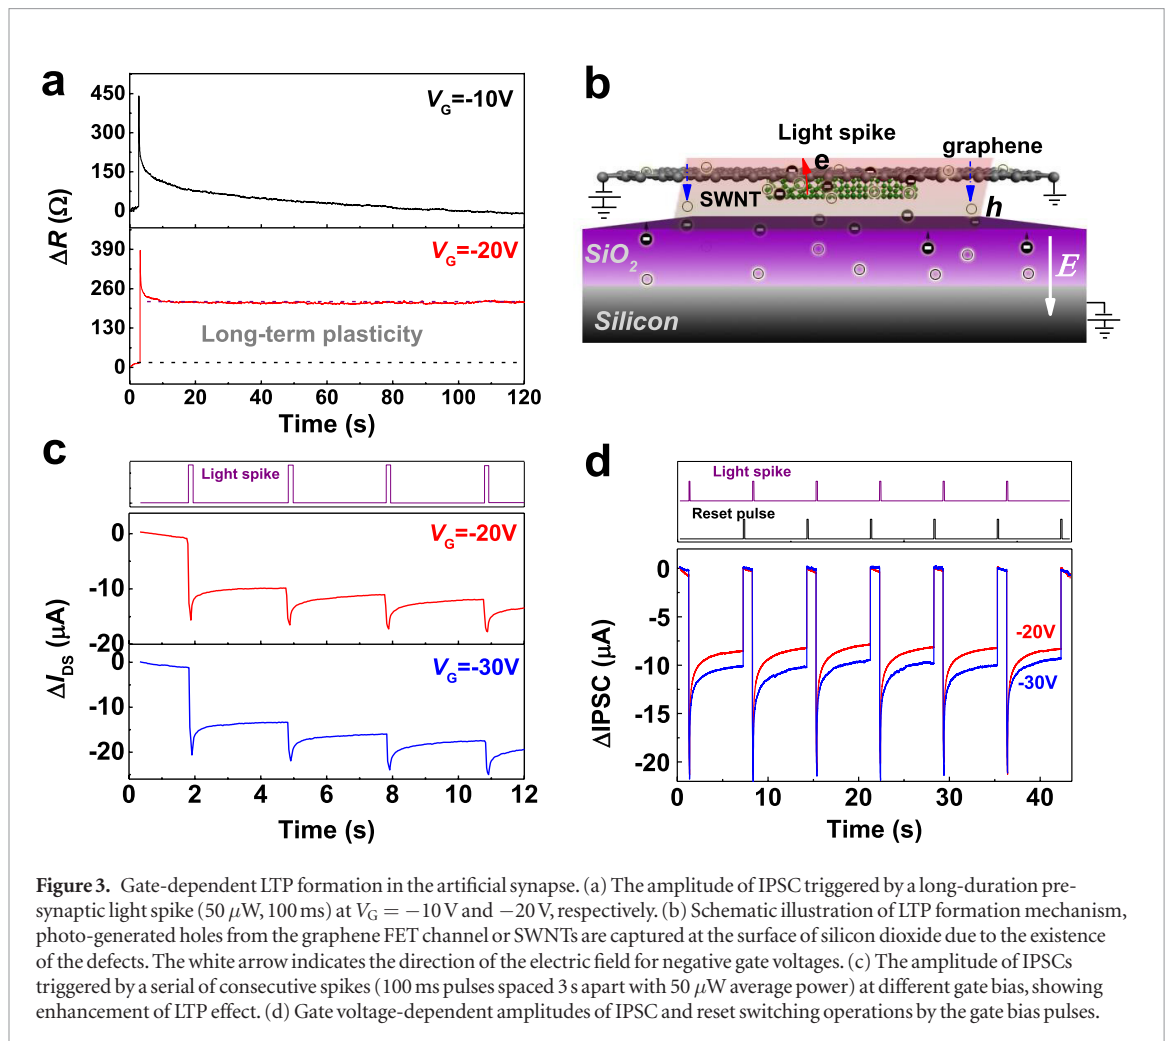 a
450
300
150
0
V_G=-10V
390
260
130
0
V_G=-20V
Long-term plasticity
ΔR (Ω)
0 20 40 60 80 100 120
Time (s)
b
Light spike
e
graphene
SWNT
h
SiO₂
E
Silicon
c
Light spike
0
-10
-20
V_G=-20V
0
-10
-20
V_G=-30V
ΔI_DS (μA)
0 2 4 6 8 10 12
Time (s)
d
Light spike
Reset pulse
0
-5
-10
-15
-20
-20V
-30V
ΔIPSC (μA)
0 10 20 30 40
Time (s)
Figure 3. Gate-dependent LTP formation in the artificial synapse. (a) The amplitude of IPSC triggered by a long-duration pre-
synaptic light spike (50 μW, 100 ms) at V_G = −10 V and −20 V, respectively. (b) Schematic illustration of LTP formation mechanism,
photo-generated holes from the graphene FET channel or SWNTs are captured at the surface of silicon dioxide due to the existence
of the defects. The white arrow indicates the direction of the electric field for negative gate voltages. (c) The amplitude of IPSCs
triggered by a serial of consecutive spikes (100 ms pulses spaced 3 s apart with 50 μW average power) at different gate bias, showing
enhancement of LTP effect. (d) Gate voltage-dependent amplitudes of IPSC and reset switching operations by the gate bias pulses.